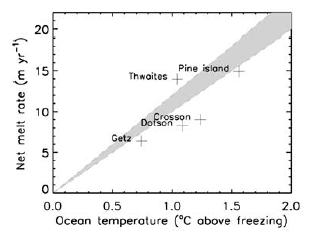 20
15
10
5
0
Net melt rate (m yr⁻¹)
Pine island
Thwaites
Crosson
Dotson
Getz
0.0 0.5 1.0 1.5 2.0
Ocean temperature (°C above freezing)